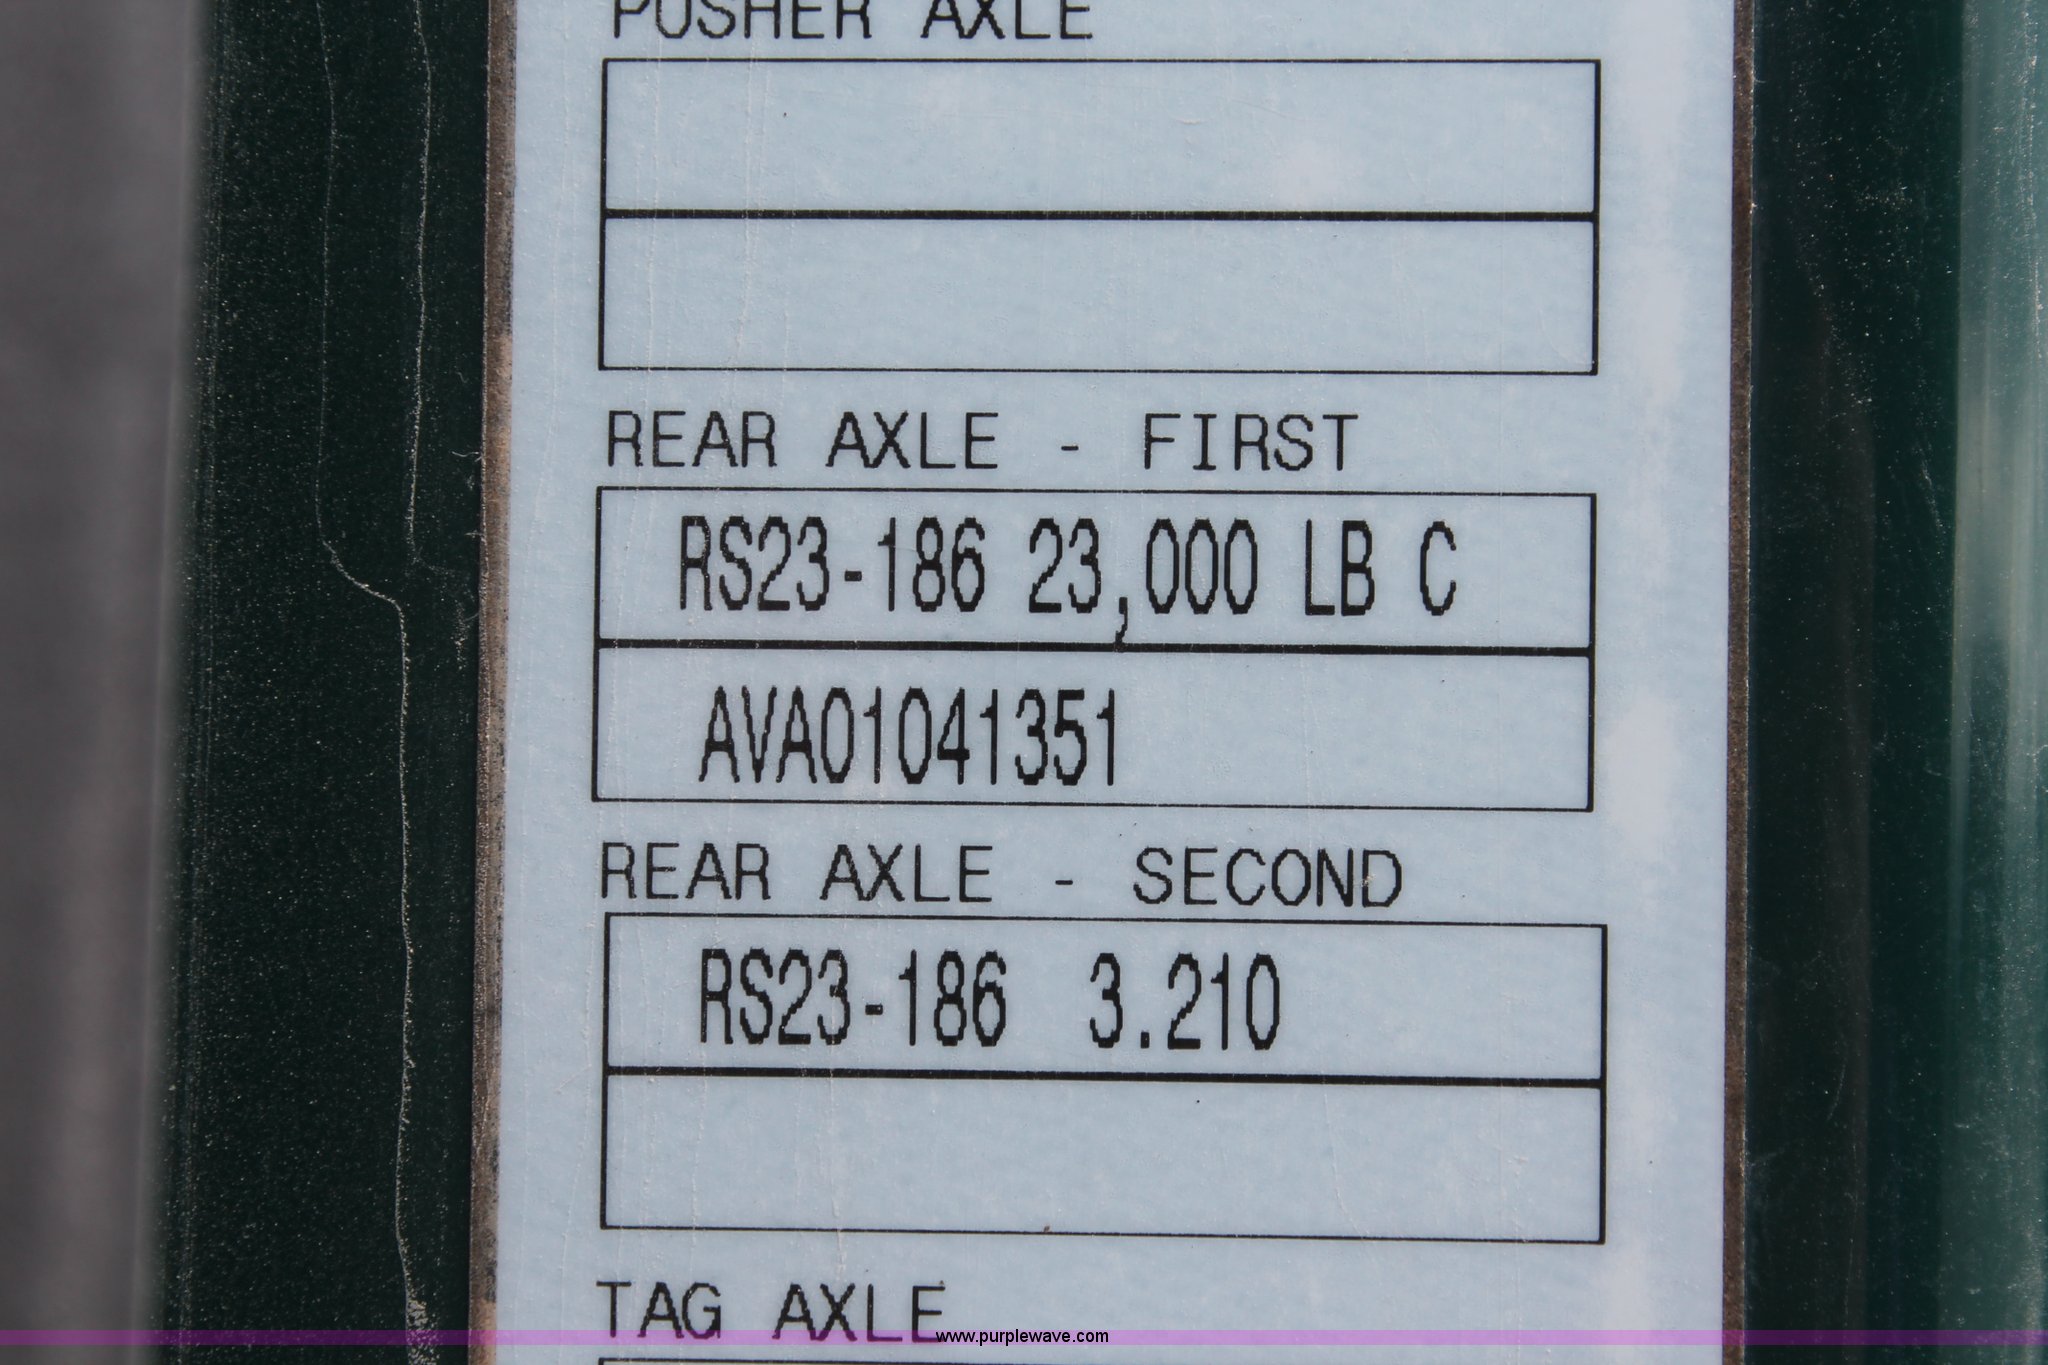 PUSHER AXLE
REAR AXLE - FIRST
RS23-186 23,000 LB C
AVA01041351
REAR AXLE - SECOND
RS23-186 3.210
TAG AXLE
www.purplewave.com